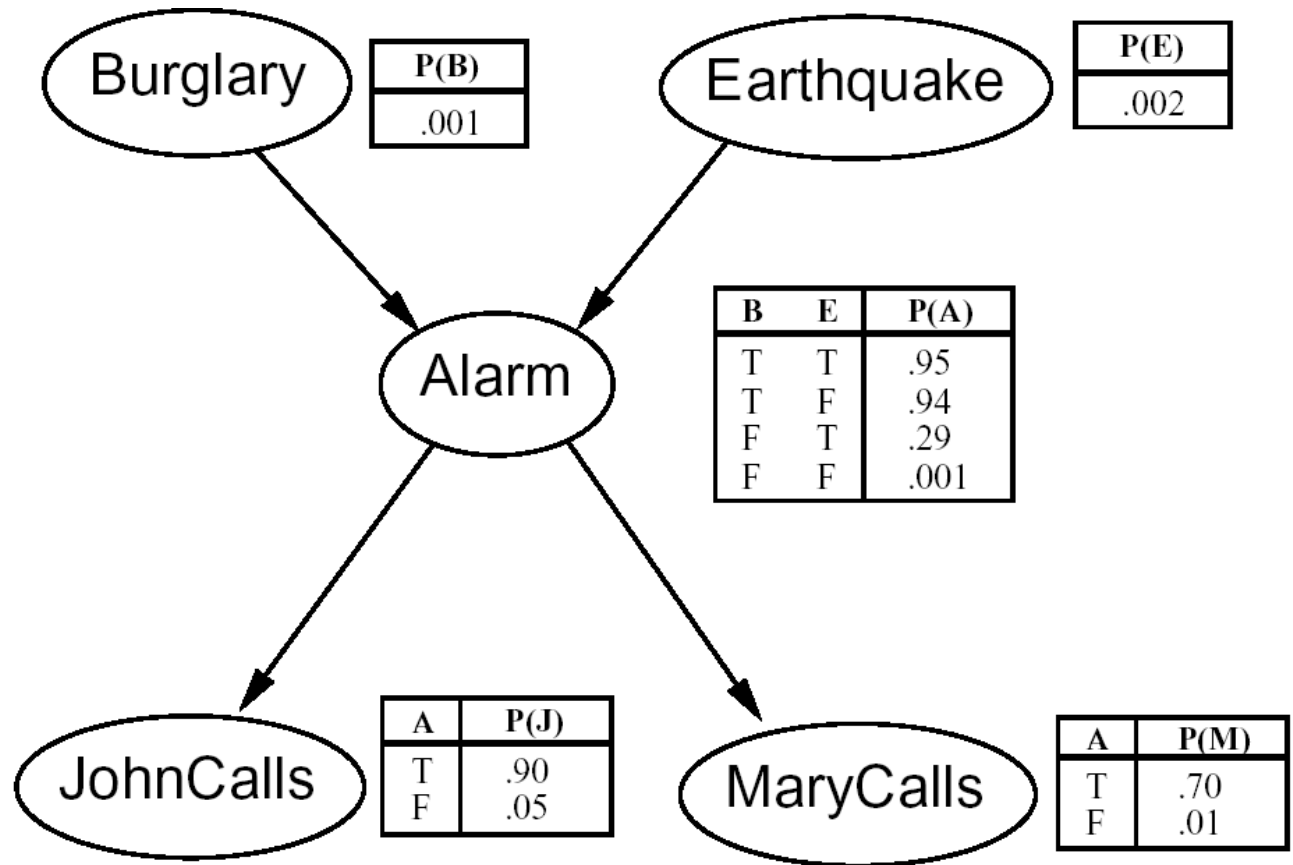 Burglary
P(B)
.001
Earthquake
P(E)
.002
Alarm
B E P(A)
T T .95
T F .94
F T .29
F F .001
JohnCalls
A P(J)
T .90
F .05
MaryCalls
A P(M)
T .70
F .01